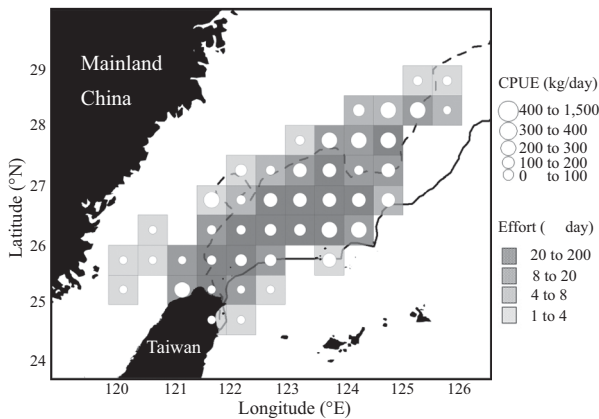 Mainland
China
Taiwan
29
28
27
26
25
24
Latitude (°N)
120 121 122 123 124 125 126
Longitude (°E)
CPUE (kg/day)
400 to 1,500
300 to 400
200 to 300
100 to 200
0 to 100
Effort ( day)
20 to 200
8 to 20
4 to 8
1 to 4